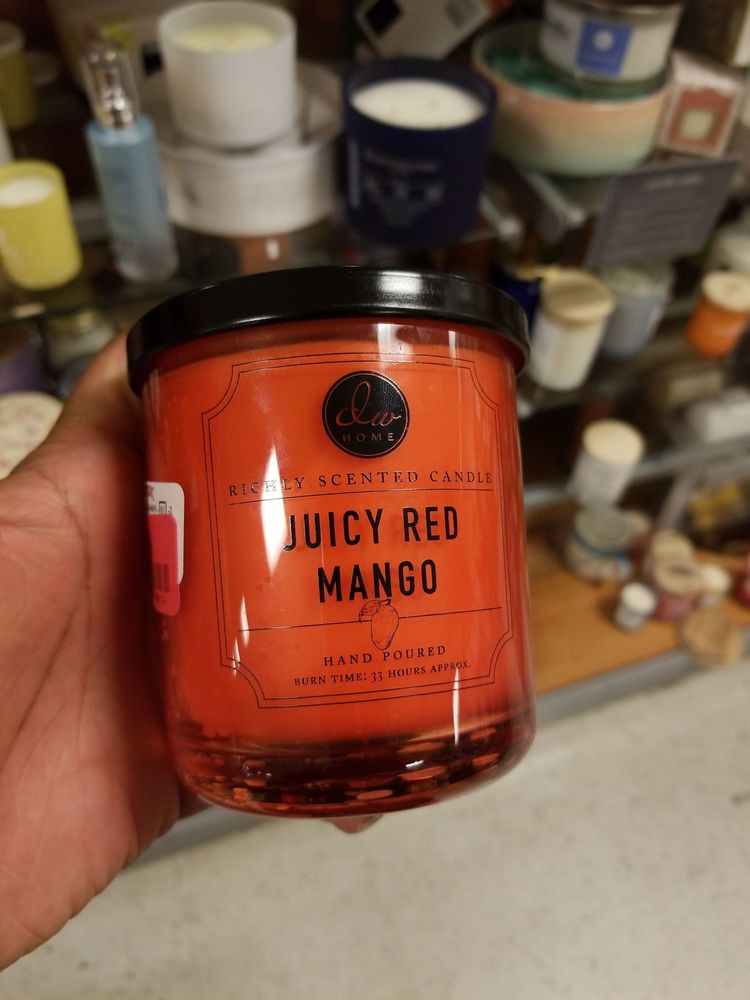 dw
HOME
RICHLY SCENTED CANDLE
JUICY RED
MANGO
HAND POURED
BURN TIME: 33 HOURS APPROX.